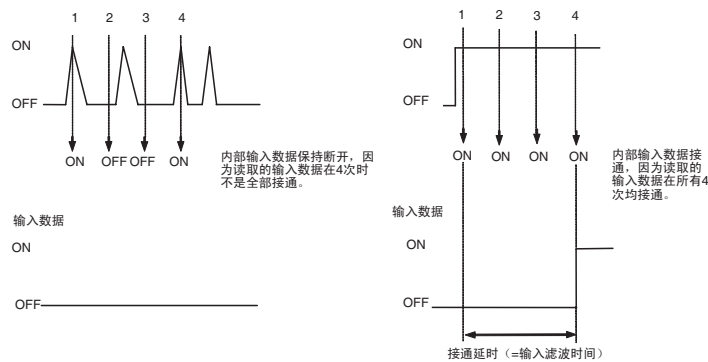 1 2 3 4
ON
OFF
ON OFF OFF ON
内部输入数据保持断开，因
为读取的输入数据在4次时
不是全部接通。
输入数据
ON
OFF
1 2 3 4
ON
OFF
ON ON ON ON
内部输入数据接
通，因为读取的
输入数据在所有4
次均接通。
输入数据
ON
OFF
接通延时（=输入滤波时间）